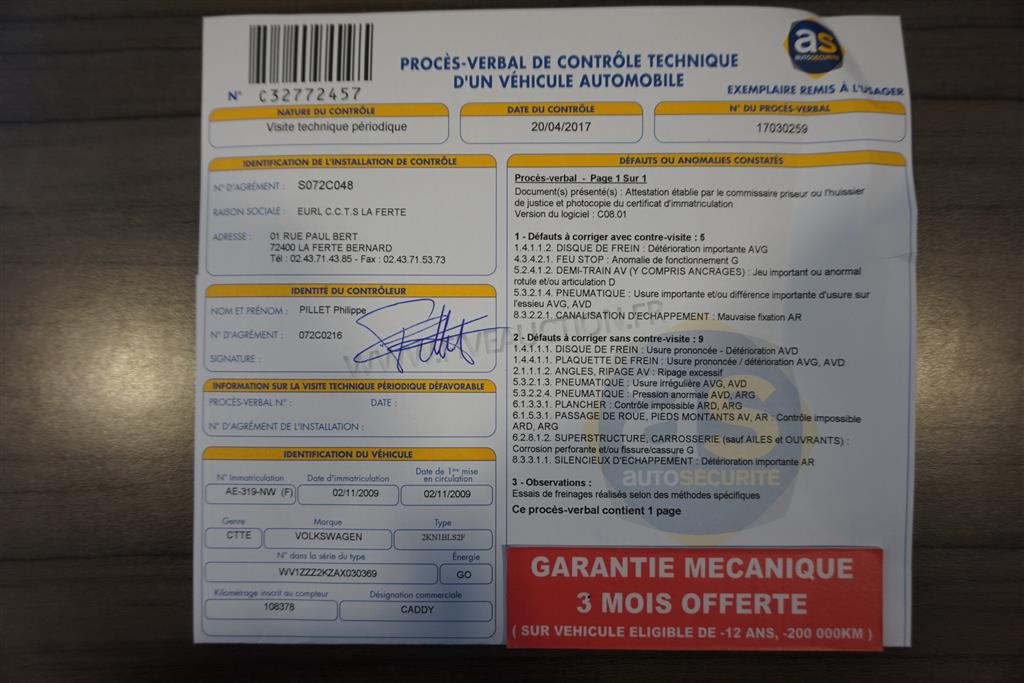 as
AUTOSÉCURITÉ
PROCÈS-VERBAL DE CONTRÔLE TECHNIQUE
D'UN VÉHICULE AUTOMOBILE
N° C32772457
EXEMPLAIRE REMIS À L'USAGER
NATURE DU CONTRÔLE
Visite technique périodique
DATE DU CONTRÔLE
20/04/2017
N° DU PROCÈS-VERBAL
17030259
IDENTIFICATION DE L'INSTALLATION DE CONTRÔLE
N° D'AGRÉMENT : S072C048
RAISON SOCIALE : EURL C.C.T.S LA FERTE
ADRESSE : 01 RUE PAUL BERT
72400 LA FERTE BERNARD
Tél : 02.43.71.43.85 - Fax : 02.43.71.53.73
IDENTITÉ DU CONTRÔLEUR
NOM ET PRÉNOM : PILLET Philippe
N° D'AGRÉMENT : 072C0216
SIGNATURE :
INFORMATION SUR LA VISITE TECHNIQUE PÉRIODIQUE DÉFAVORABLE
PROCÈS-VERBAL N° : DATE :
N° D'AGRÉMENT DE L'INSTALLATION :
IDENTIFICATION DU VÉHICULE
N° Immatriculation Date d'immatriculation Date de 1ère mise
en circulation
AE-319-NW (F) 02/11/2009 02/11/2009
Genre Marque Type
CTTE VOLKSWAGEN 2KN1BLS2F
N° dans la série du type Énergie
WV1ZZZ2KZAX030369 GO
Kilométrage inscrit au compteur Désignation commerciale
108378 CADDY
DÉFAUTS OU ANOMALIES CONSTATÉS
Procès-verbal - Page 1 Sur 1
Document(s) présenté(s) : Attestation établie par le commissaire priseur ou l'huissier
de justice et photocopie du certificat d'immatriculation
Version du logiciel : C08.01
1 - Défauts à corriger avec contre-visite : 5
1.4.1.1.2. DISQUE DE FREIN : Détérioration importante AVG
4.3.4.2.1. FEU STOP : Anomalie de fonctionnement G
5.2.4.1.2. DEMI-TRAIN AV (Y COMPRIS ANCRAGES) : Jeu important ou anormal
rotule et/ou articulation D
5.3.2.1.4. PNEUMATIQUE : Usure importante et/ou différence importante d'usure sur
l'essieu AVG, AVD
8.3.2.2.1. CANALISATION D'ECHAPPEMENT : Mauvaise fixation AR
2 - Défauts à corriger sans contre-visite : 9
1.4.1.1.1. DISQUE DE FREIN : Usure prononcée - Détérioration AVD
1.4.4.1.1. PLAQUETTE DE FREIN : Usure prononcée / détérioration AVG, AVD
2.1.1.1.2. ANGLES, RIPAGE AV : Ripage excessif
5.3.2.1.3. PNEUMATIQUE : Usure irrégulière AVG, AVD
5.3.2.2.4. PNEUMATIQUE : Pression anormale AVD, ARG
6.1.3.3.1. PLANCHER : Contrôle impossible ARD, ARG
6.1.5.3.1. PASSAGE DE ROUE, PIEDS MONTANTS AV, AR : Contrôle impossible
ARD, ARG
6.2.8.1.2. SUPERSTRUCTURE, CARROSSERIE (sauf AILES et OUVRANTS) :
Corrosion perforante et/ou fissure/cassure G
8.3.3.1.1. SILENCIEUX D'ECHAPPEMENT : Détérioration importante AR
AUTOSÉCURITÉ
3 - Observations :
Essais de freinages réalisés selon des méthodes spécifiques
Ce procès-verbal contient 1 page
GARANTIE MECANIQUE
3 MOIS OFFERTE
( SUR VEHICULE ELIGIBLE DE -12 ANS, -200 000KM )